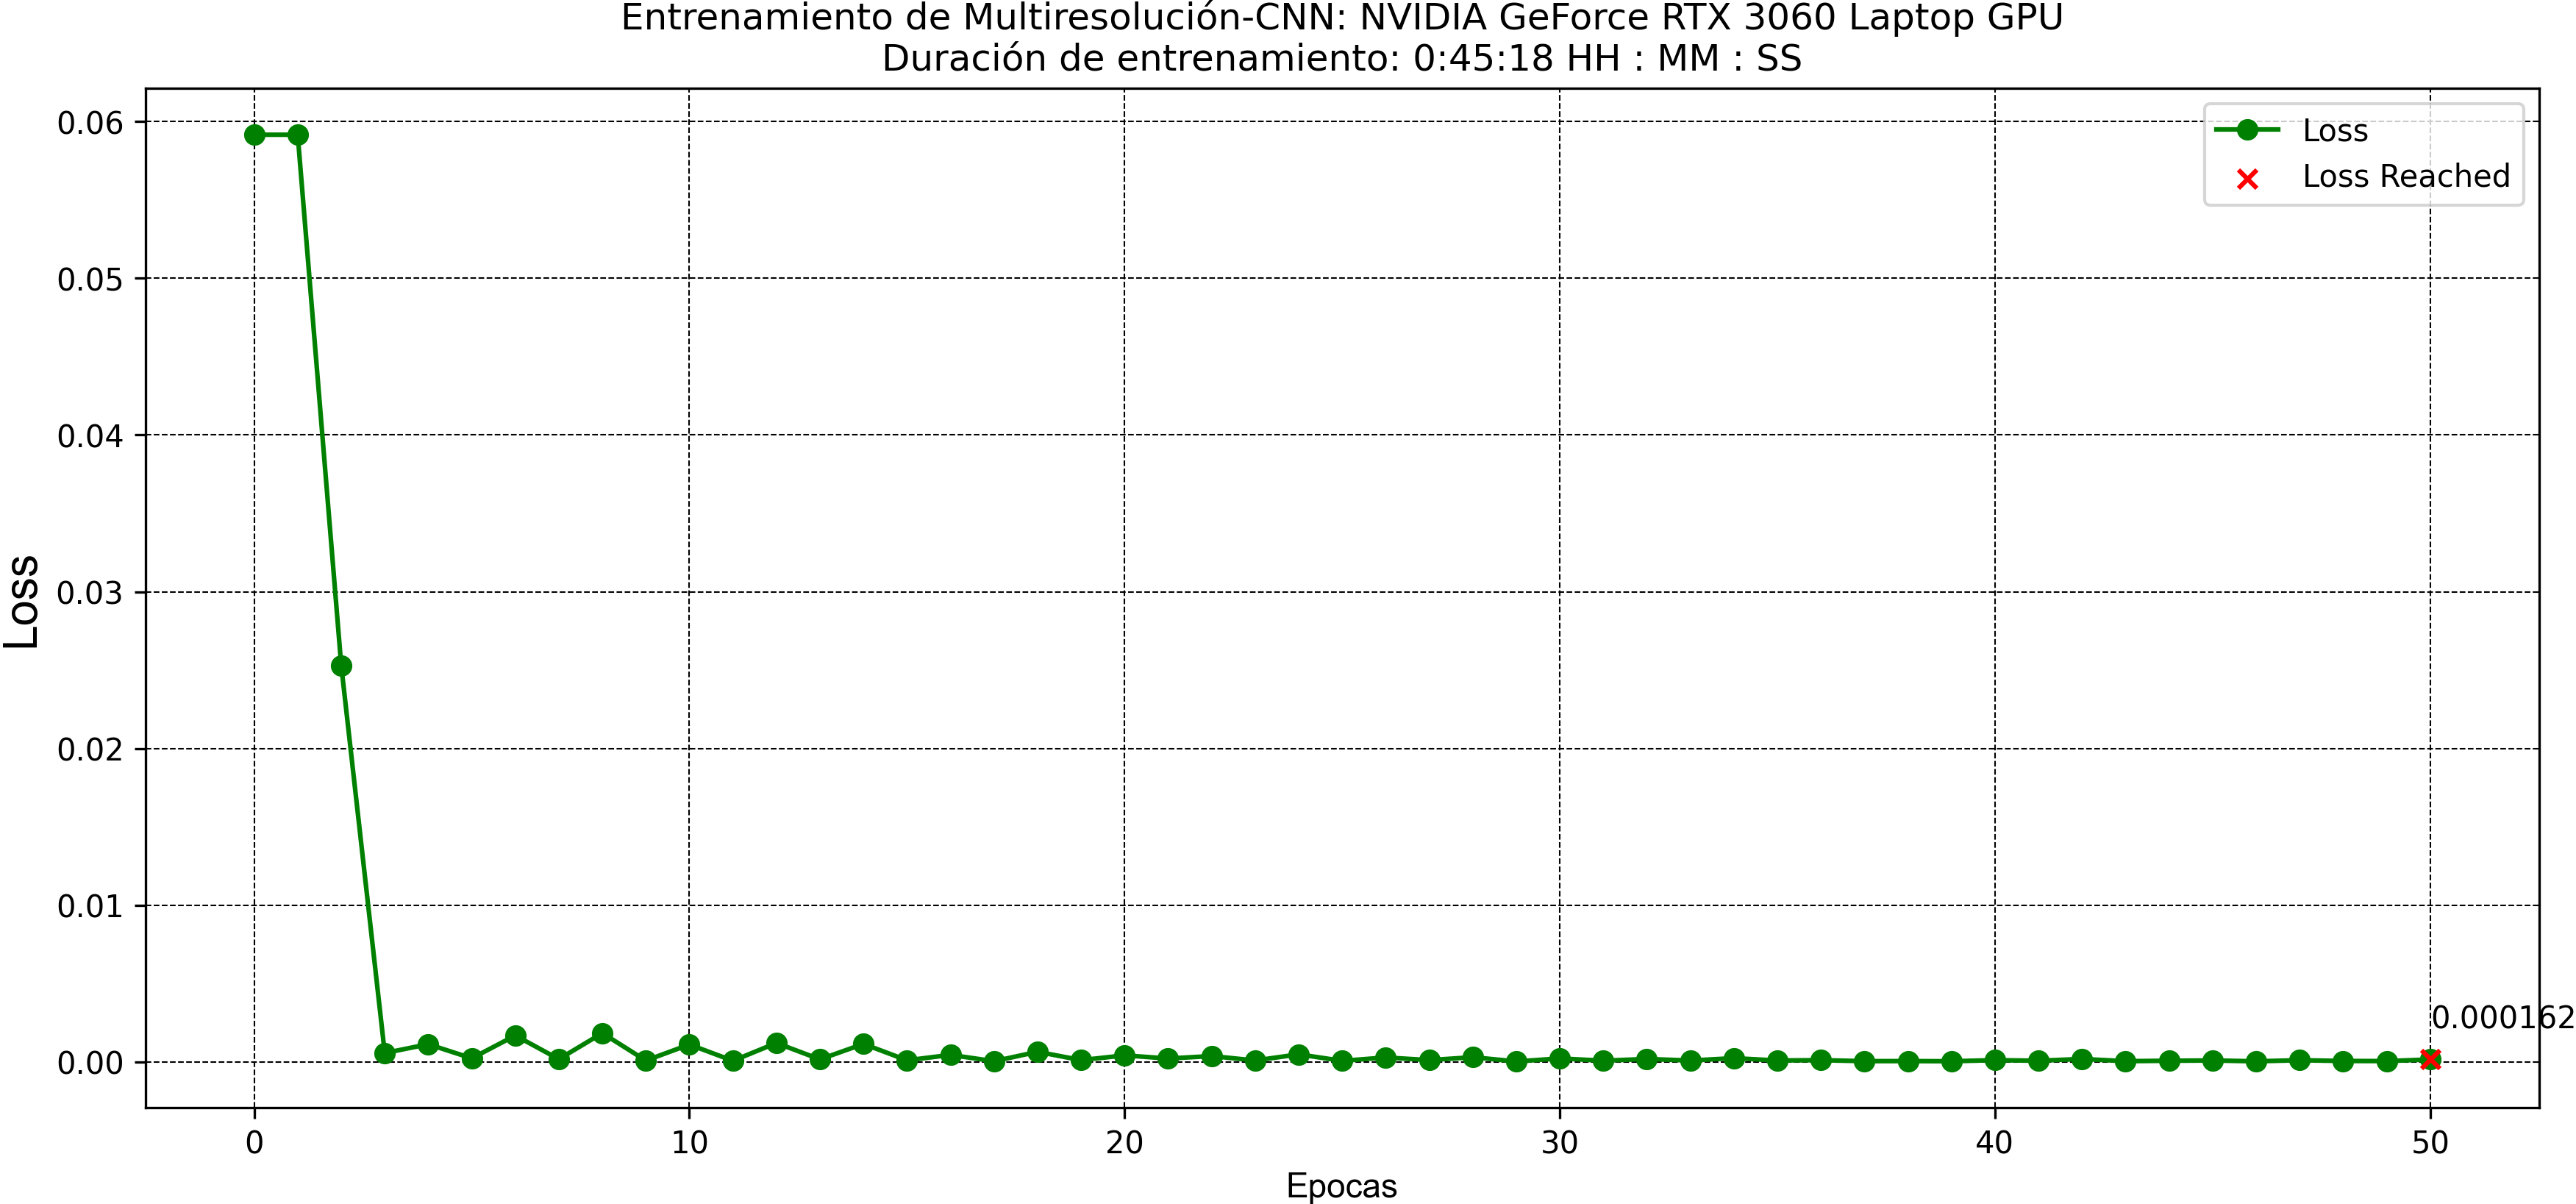 Entrenamiento de Multiresolución-CNN: NVIDIA GeForce RTX 3060 Laptop GPU
Duración de entrenamiento: 0:45:18 HH : MM : SS
Loss
0.06
0.05
0.04
0.03
0.02
0.01
0.00
Loss
Loss Reached
0.000162
0
10
20
30
40
50
Epocas